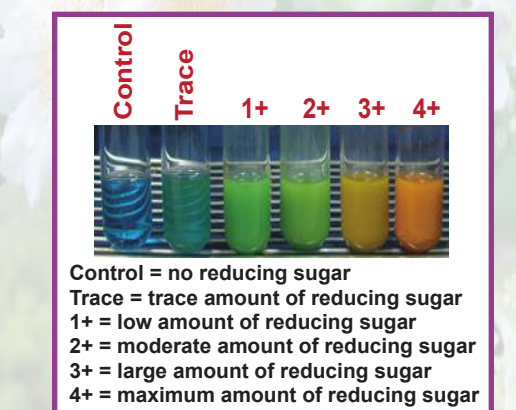 Control
Trace
1+
2+
3+
4+
Control = no reducing sugar
Trace = trace amount of reducing sugar
1+ = low amount of reducing sugar
2+ = moderate amount of reducing sugar
3+ = large amount of reducing sugar
4+ = maximum amount of reducing sugar